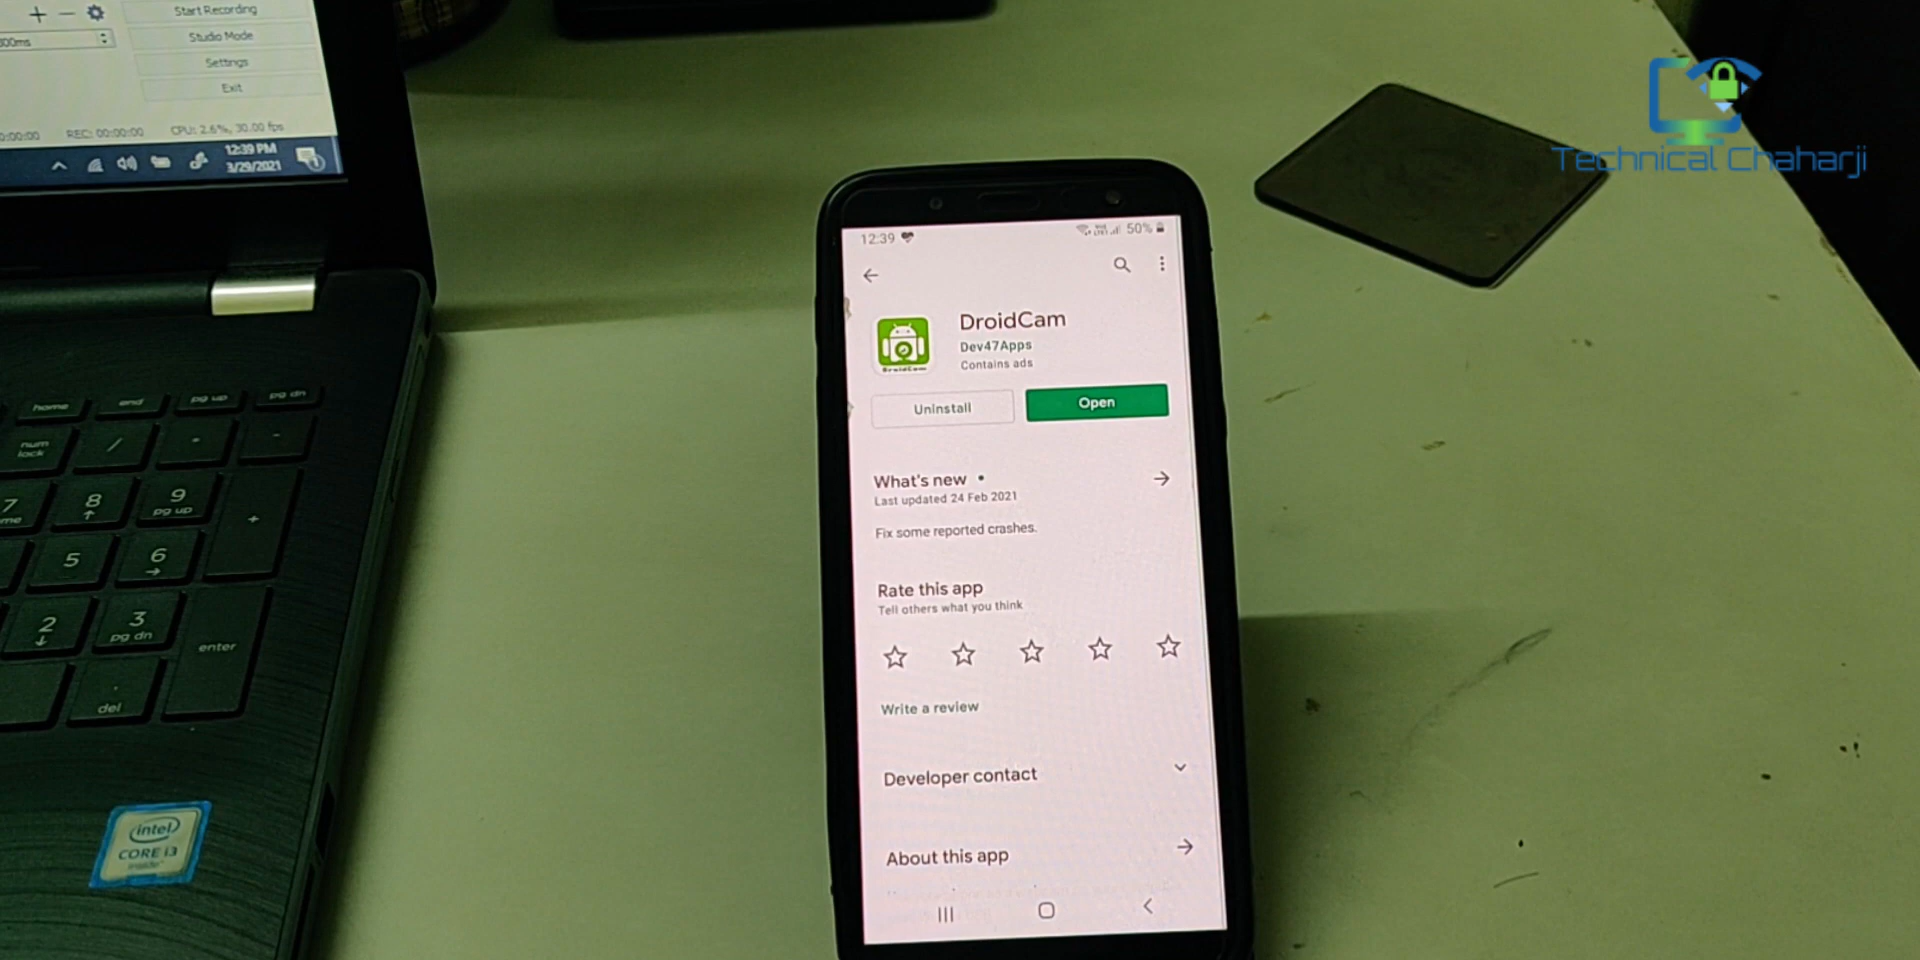 Start Recording
Studio Mode
Settings
Exit
REC: 00:00:00
CPU: 2.6%, 30.00 fps
12:39 PM
3/29/2021
1
Technical Chaharji
12:39
50%
DroidCam
Dev47Apps
Contains ads
DroidCam
Uninstall
Open
What's new •
Last updated 24 Feb 2021
Fix some reported crashes.
Rate this app
Tell others what you think
Write a review
Developer contact
About this app
home
end
pg up
pg dn
num
lock
/
*
-
7
8
9
pg up
+
5
6
2
3
pg dn
enter
.
del
intel
CORE i3
inside